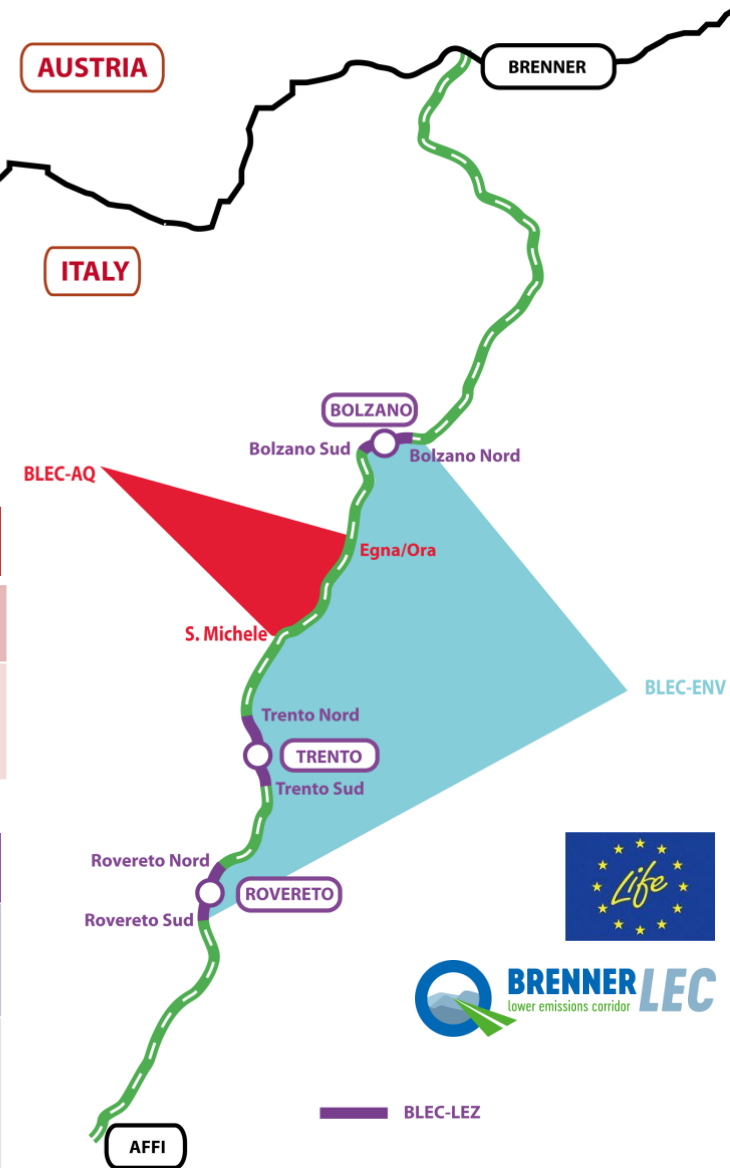 AUSTRIA
BRENNER
ITALY
BOLZANO
Bolzano Sud
Bolzano Nord
BLEC-AQ
Egna/Ora
S. Michele
BLEC-ENV
Trento Nord
TRENTO
Trento Sud
Rovereto Nord
ROVERETO
Rovereto Sud
Life
BRENNER LEC
lower emissions corridor
BLEC-LEZ
AFFI